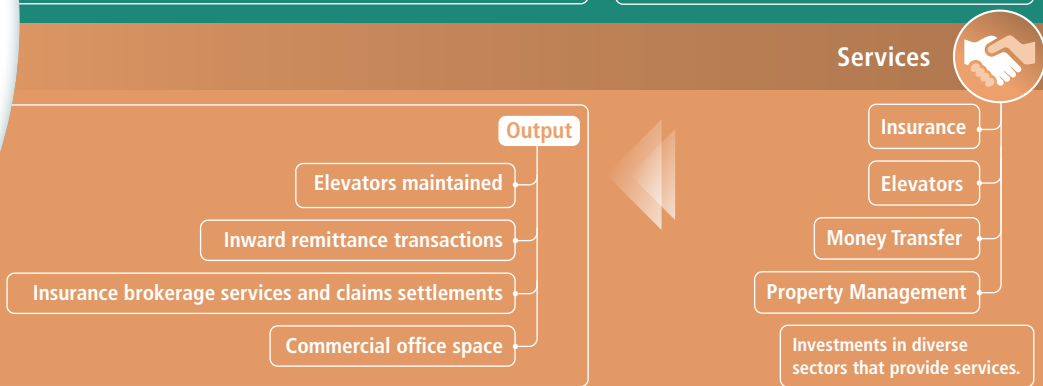 Services
Output
Elevators maintained
Inward remittance transactions
Insurance brokerage services and claims settlements
Commercial office space
Insurance
Elevators
Money Transfer
Property Management
Investments in diverse
sectors that provide services.